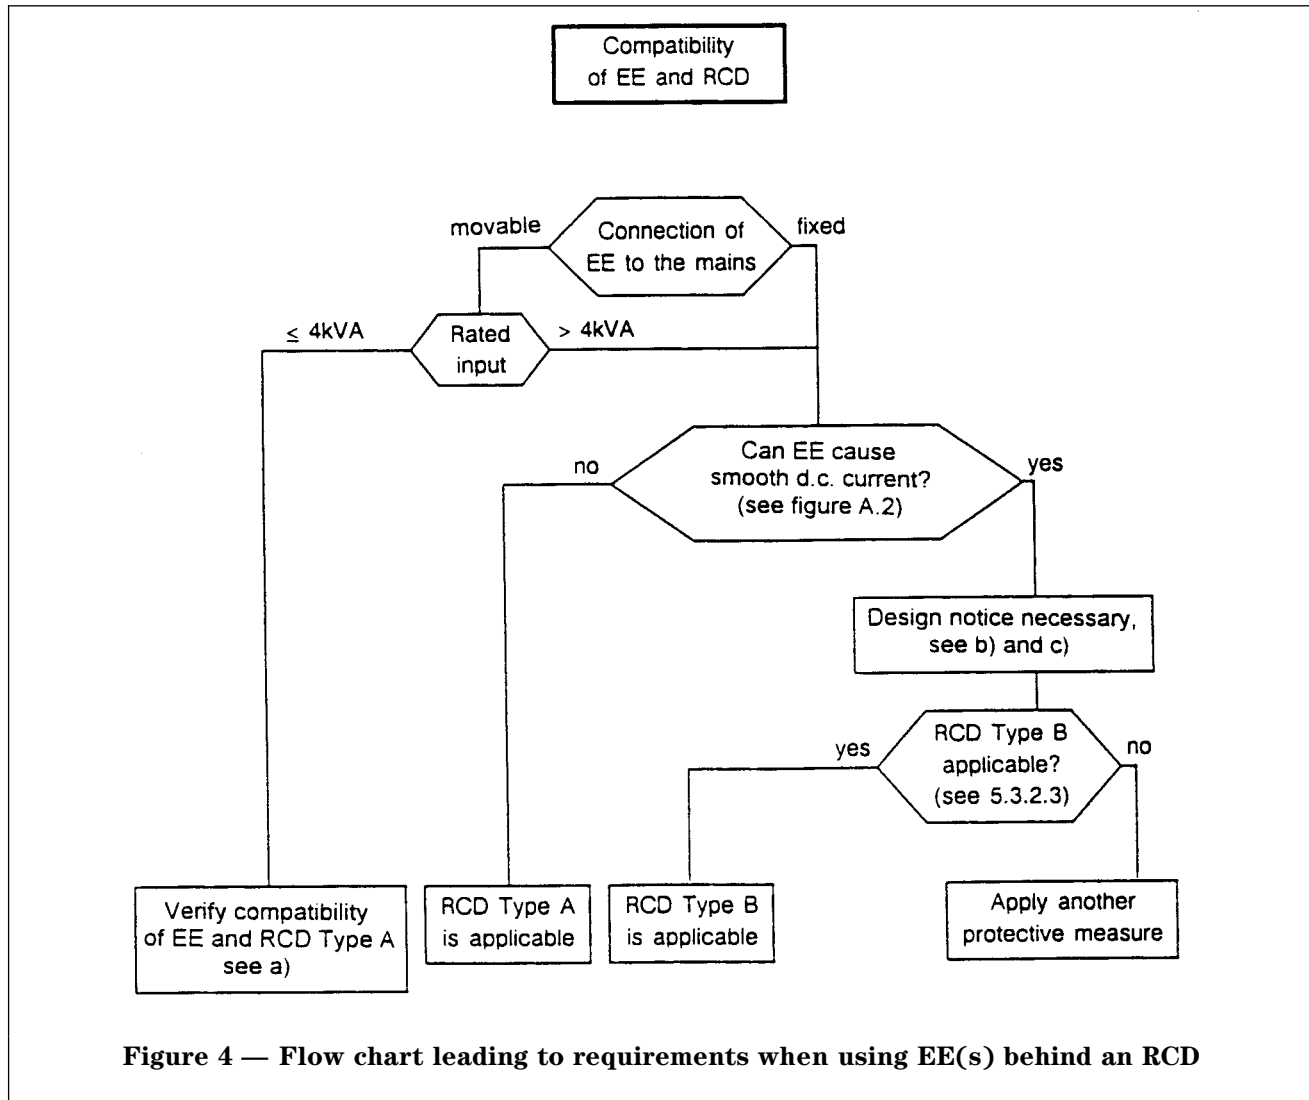 Compatibility
of EE and RCD
movable
Connection of
EE to the mains
fixed
≤ 4kVA
Rated
input
> 4kVA
no
Can EE cause
smooth d.c. current?
(see figure A.2)
yes
Design notice necessary,
see b) and c)
yes
RCD Type B
applicable?
(see 5.3.2.3)
no
Verify compatibility
of EE and RCD Type A
see a)
RCD Type A
is applicable
RCD Type B
is applicable
Apply another
protective measure
Figure 4 — Flow chart leading to requirements when using EE(s) behind an RCD